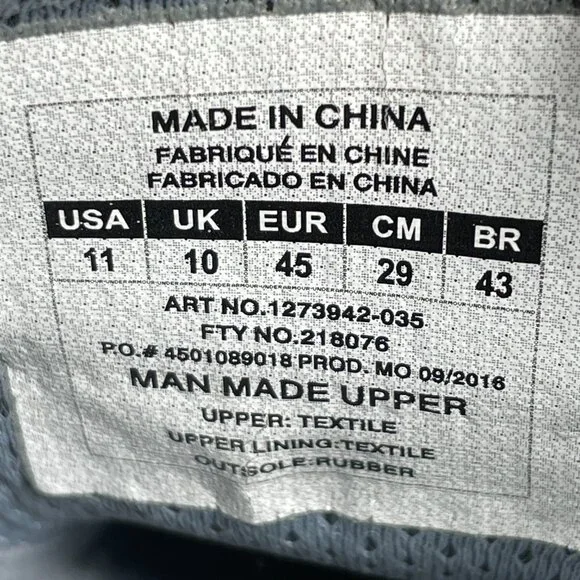 MADE IN CHINA
FABRIQUÉ EN CHINE
FABRICADO EN CHINA
USA UK EUR CM BR
11 10 45 29 43
ART NO.1273942-035
FTY NO.218076
P.O.# 4501089018 PROD. MO 09/2016
MAN MADE UPPER
UPPER: TEXTILE
UPPER LINING:TEXTILE
OUTSOLE:RUBBER